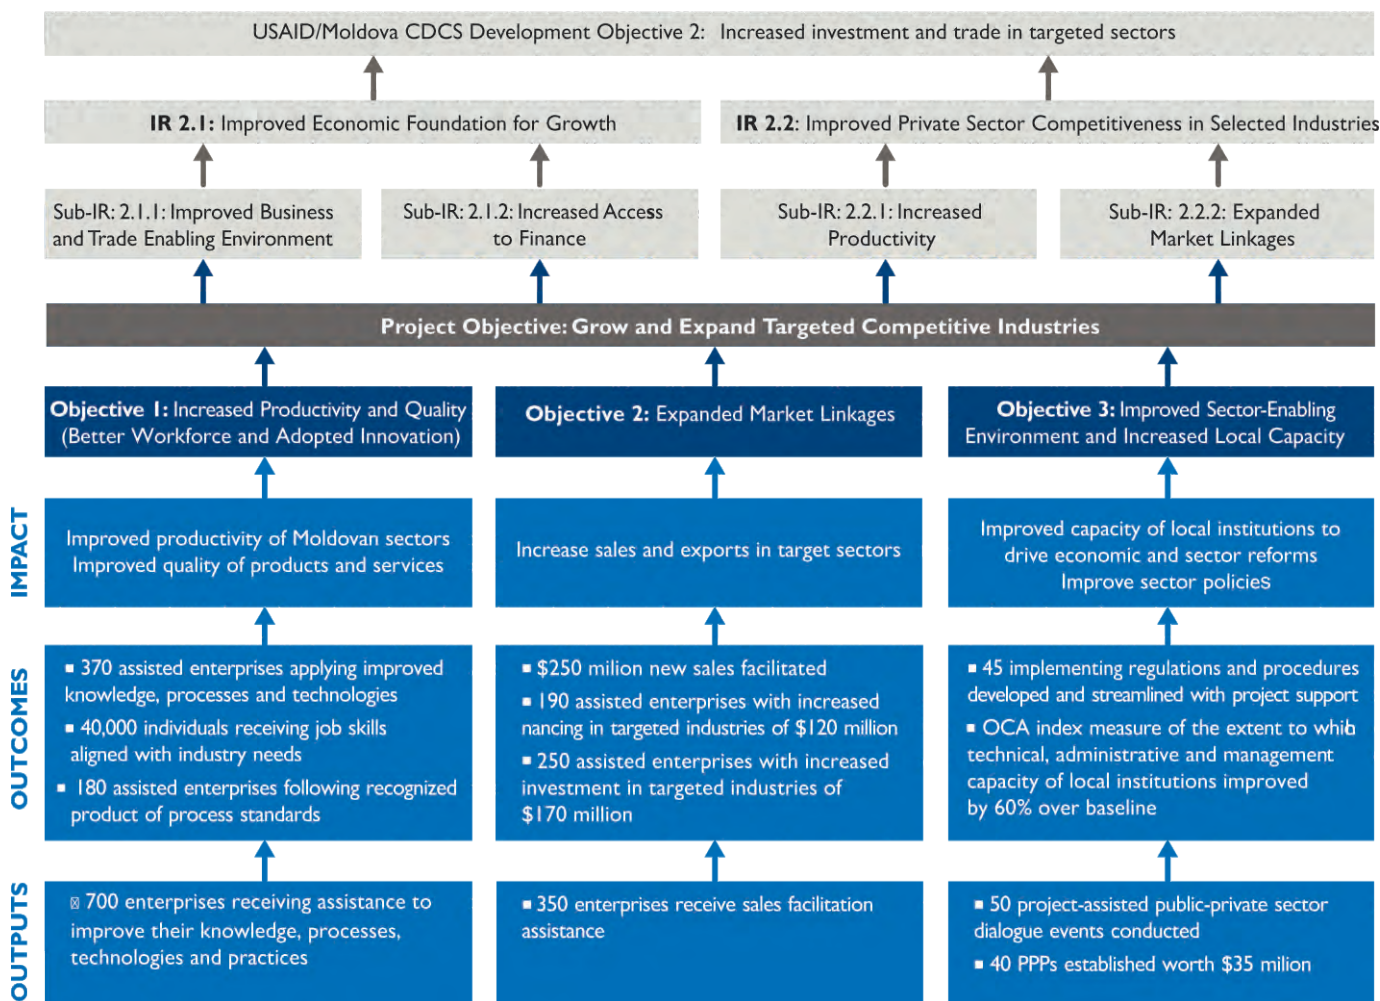 USAID/Moldova CDCS Development Objective 2: Increased investment and trade in targeted sectors
IR 2.1: Improved Economic Foundation for Growth
IR 2.2: Improved Private Sector Competitiveness in Selected Industries
Sub-IR: 2.1.1: Improved Business
and Trade Enabling Environment
Sub-IR: 2.1.2: Increased Access
to Finance
Sub-IR: 2.2.1: Increased
Productivity
Sub-IR: 2.2.2: Expanded
Market Linkages
Project Objective: Grow and Expand Targeted Competitive Industries
Objective 1: Increased Productivity and Quality
(Better Workforce and Adopted Innovation)
Objective 2: Expanded Market Linkages
Objective 3: Improved Sector-Enabling
Environment and Increased Local Capacity
IMPACT
Improved productivity of Moldovan sectors
Improved quality of products and services
Increase sales and exports in target sectors
Improved capacity of local institutions to
drive economic and sector reforms
Improve sector policies
OUTCOMES
▪ 370 assisted enterprises applying improved
knowledge, processes and technologies
▪ 40,000 individuals receiving job skills
aligned with industry needs
▪ 180 assisted enterprises following recognized
product of process standards
▪ $250 milion new sales facilitated
▪ 190 assisted enterprises with increased
nancing in targeted industries of $120 million
▪ 250 assisted enterprises with increased
investment in targeted industries of
$170 million
▪ 45 implementing regulations and procedures
developed and streamlined with project support
▪ OCA index measure of the extent to which
technical, administrative and management
capacity of local institutions improved
by 60% over baseline
OUTPUTS
700 enterprises receiving assistance to
improve their knowledge, processes,
technologies and practices
▪ 350 enterprises receive sales facilitation
assistance
▪ 50 project-assisted public-private sector
dialogue events conducted
▪ 40 PPPs established worth $35 milion